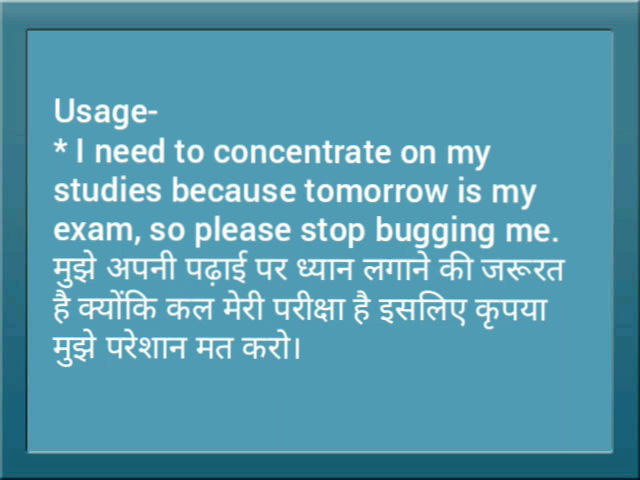 Usage-
* I need to concentrate on my
studies because tomorrow is my
exam, so please stop bugging me.
मुझे अपनी पढ़ाई पर ध्यान लगाने की जरूरत
है क्योंकि कल मेरी परीक्षा है इसलिए कृपया
मुझे परेशान मत करो।